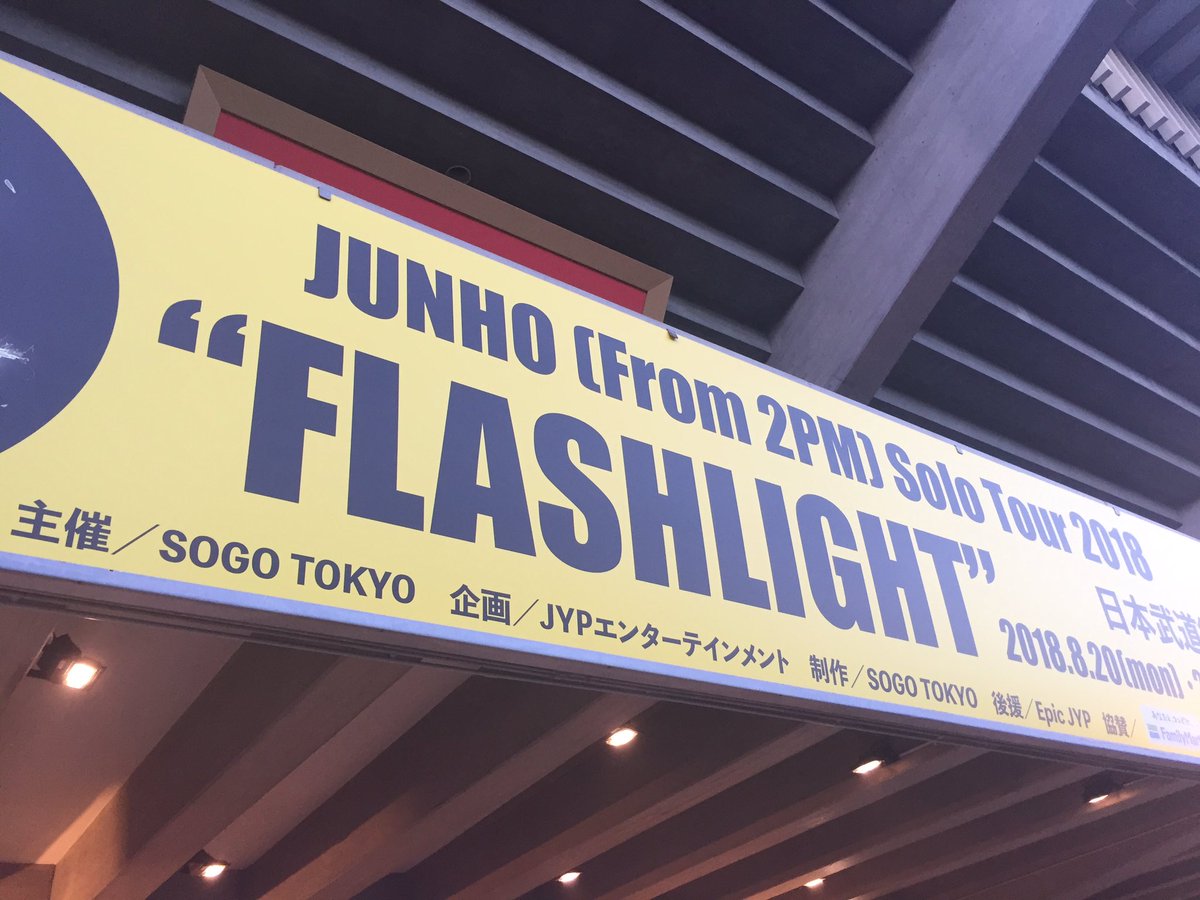 JUNHO (From 2PM) Solo Tour 2018
“FLASHLIGHT”
日本武道
2018.8.20(mon)・
主催／SOGO TOKYO 企画／JYPエンターテインメント 制作／SOGO TOKYO 後援／Epic JYP 協賛／
FamilyMart